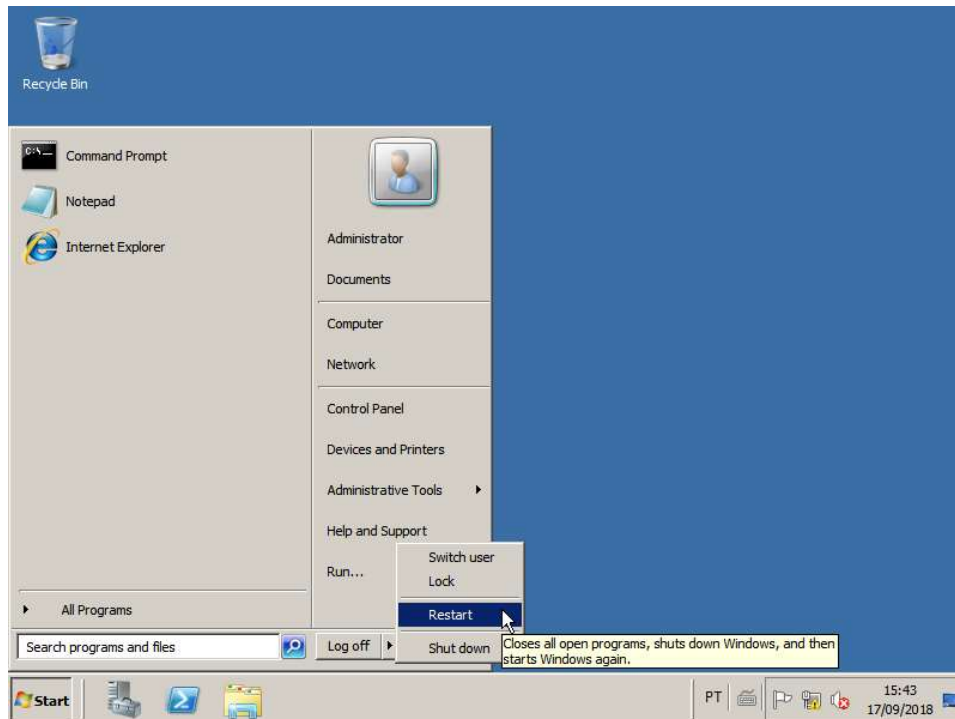 Recycle Bin
C:\
Command Prompt
Notepad
Internet Explorer
All Programs
Search programs and files
Administrator
Documents
Computer
Network
Control Panel
Devices and Printers
Administrative Tools
Help and Support
Run...
Log off
Switch user
Lock
Restart
Shut down
Closes all open programs, shuts down Windows, and then
starts Windows again.
Start
PT
15:43
17/09/2018